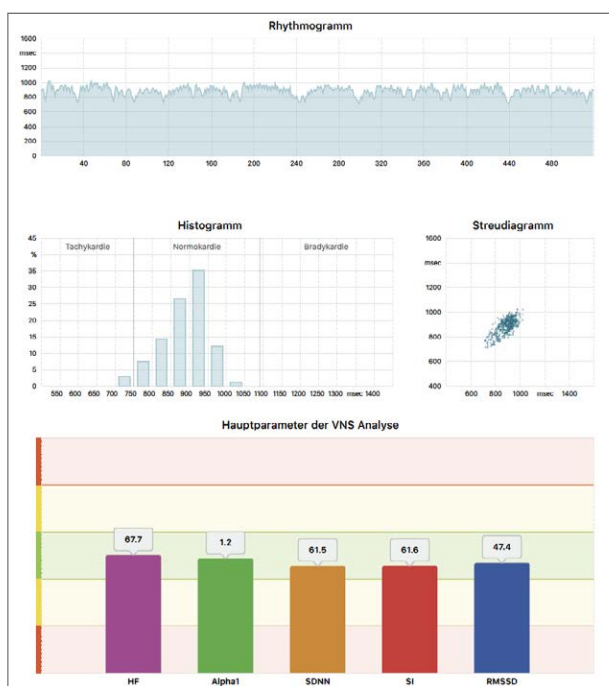 Rhythmogramm
1600
msec
1200
1000
800
600
400
200
0
40 80 120 160 200 240 280 320 360 400 440 480
Histogramm
45
%
35
30
25
20
15
10
5
0
Tachykardie Normokardie Bradykardie
550 600 650 700 750 800 850 900 950 1000 1050 1100 1150 1200 1250 1300 msec 1400
Streudiagramm
1600
msec
1200
1000
800
600
400
600 800 1000 msec 1400
Hauptparameter der VNS Analyse
67.7 1.2 61.5 61.6 47.4
HF Alpha1 SDNN SI RMSSD